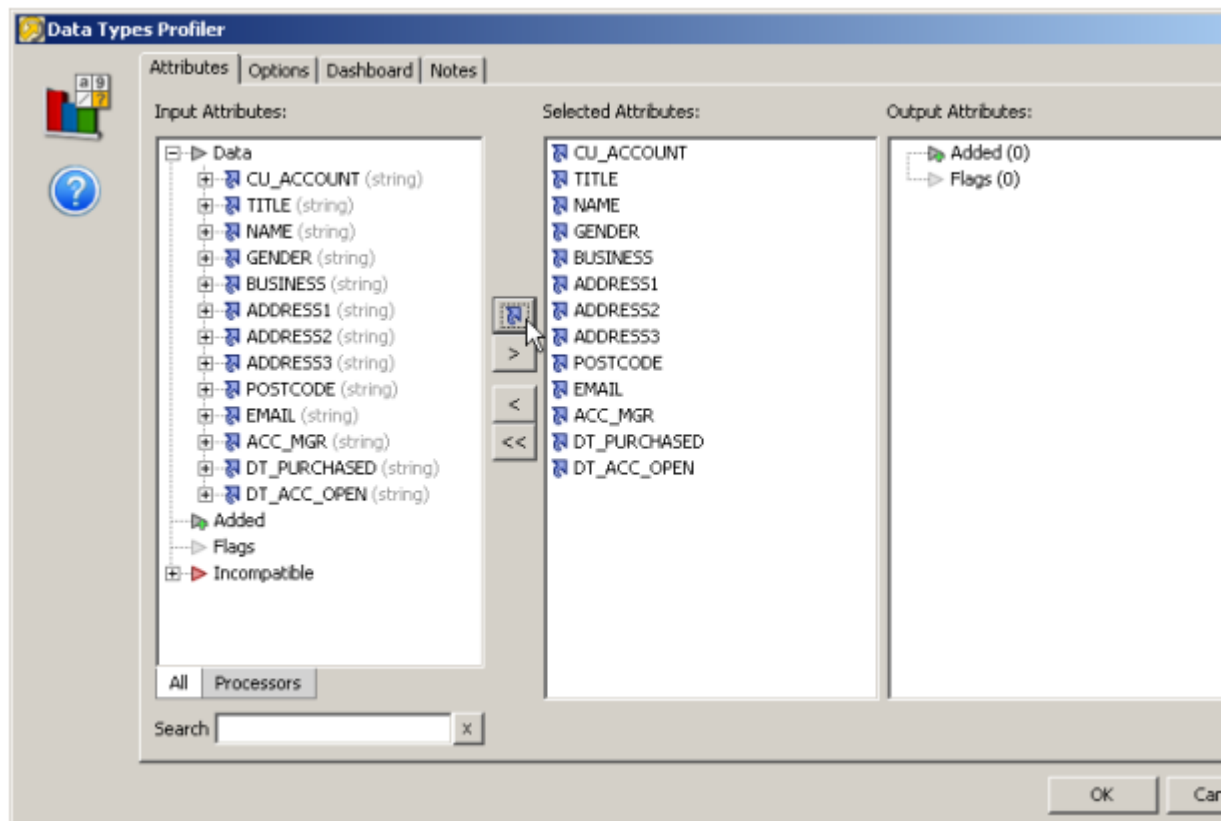 Data Types Profiler
Attributes Options Dashboard Notes
Input Attributes:
Data
CU_ACCOUNT (string)
TITLE (string)
NAME (string)
GENDER (string)
BUSINESS (string)
ADDRESS1 (string)
ADDRESS2 (string)
ADDRESS3 (string)
POSTCODE (string)
EMAIL (string)
ACC_MGR (string)
DT_PURCHASED (string)
DT_ACC_OPEN (string)
Added
Flags
Incompatible
All Processors
Search x
>
<
<<
Selected Attributes:
CU_ACCOUNT
TITLE
NAME
GENDER
BUSINESS
ADDRESS1
ADDRESS2
ADDRESS3
POSTCODE
EMAIL
ACC_MGR
DT_PURCHASED
DT_ACC_OPEN
Output Attributes:
Added (0)
Flags (0)
OK Can